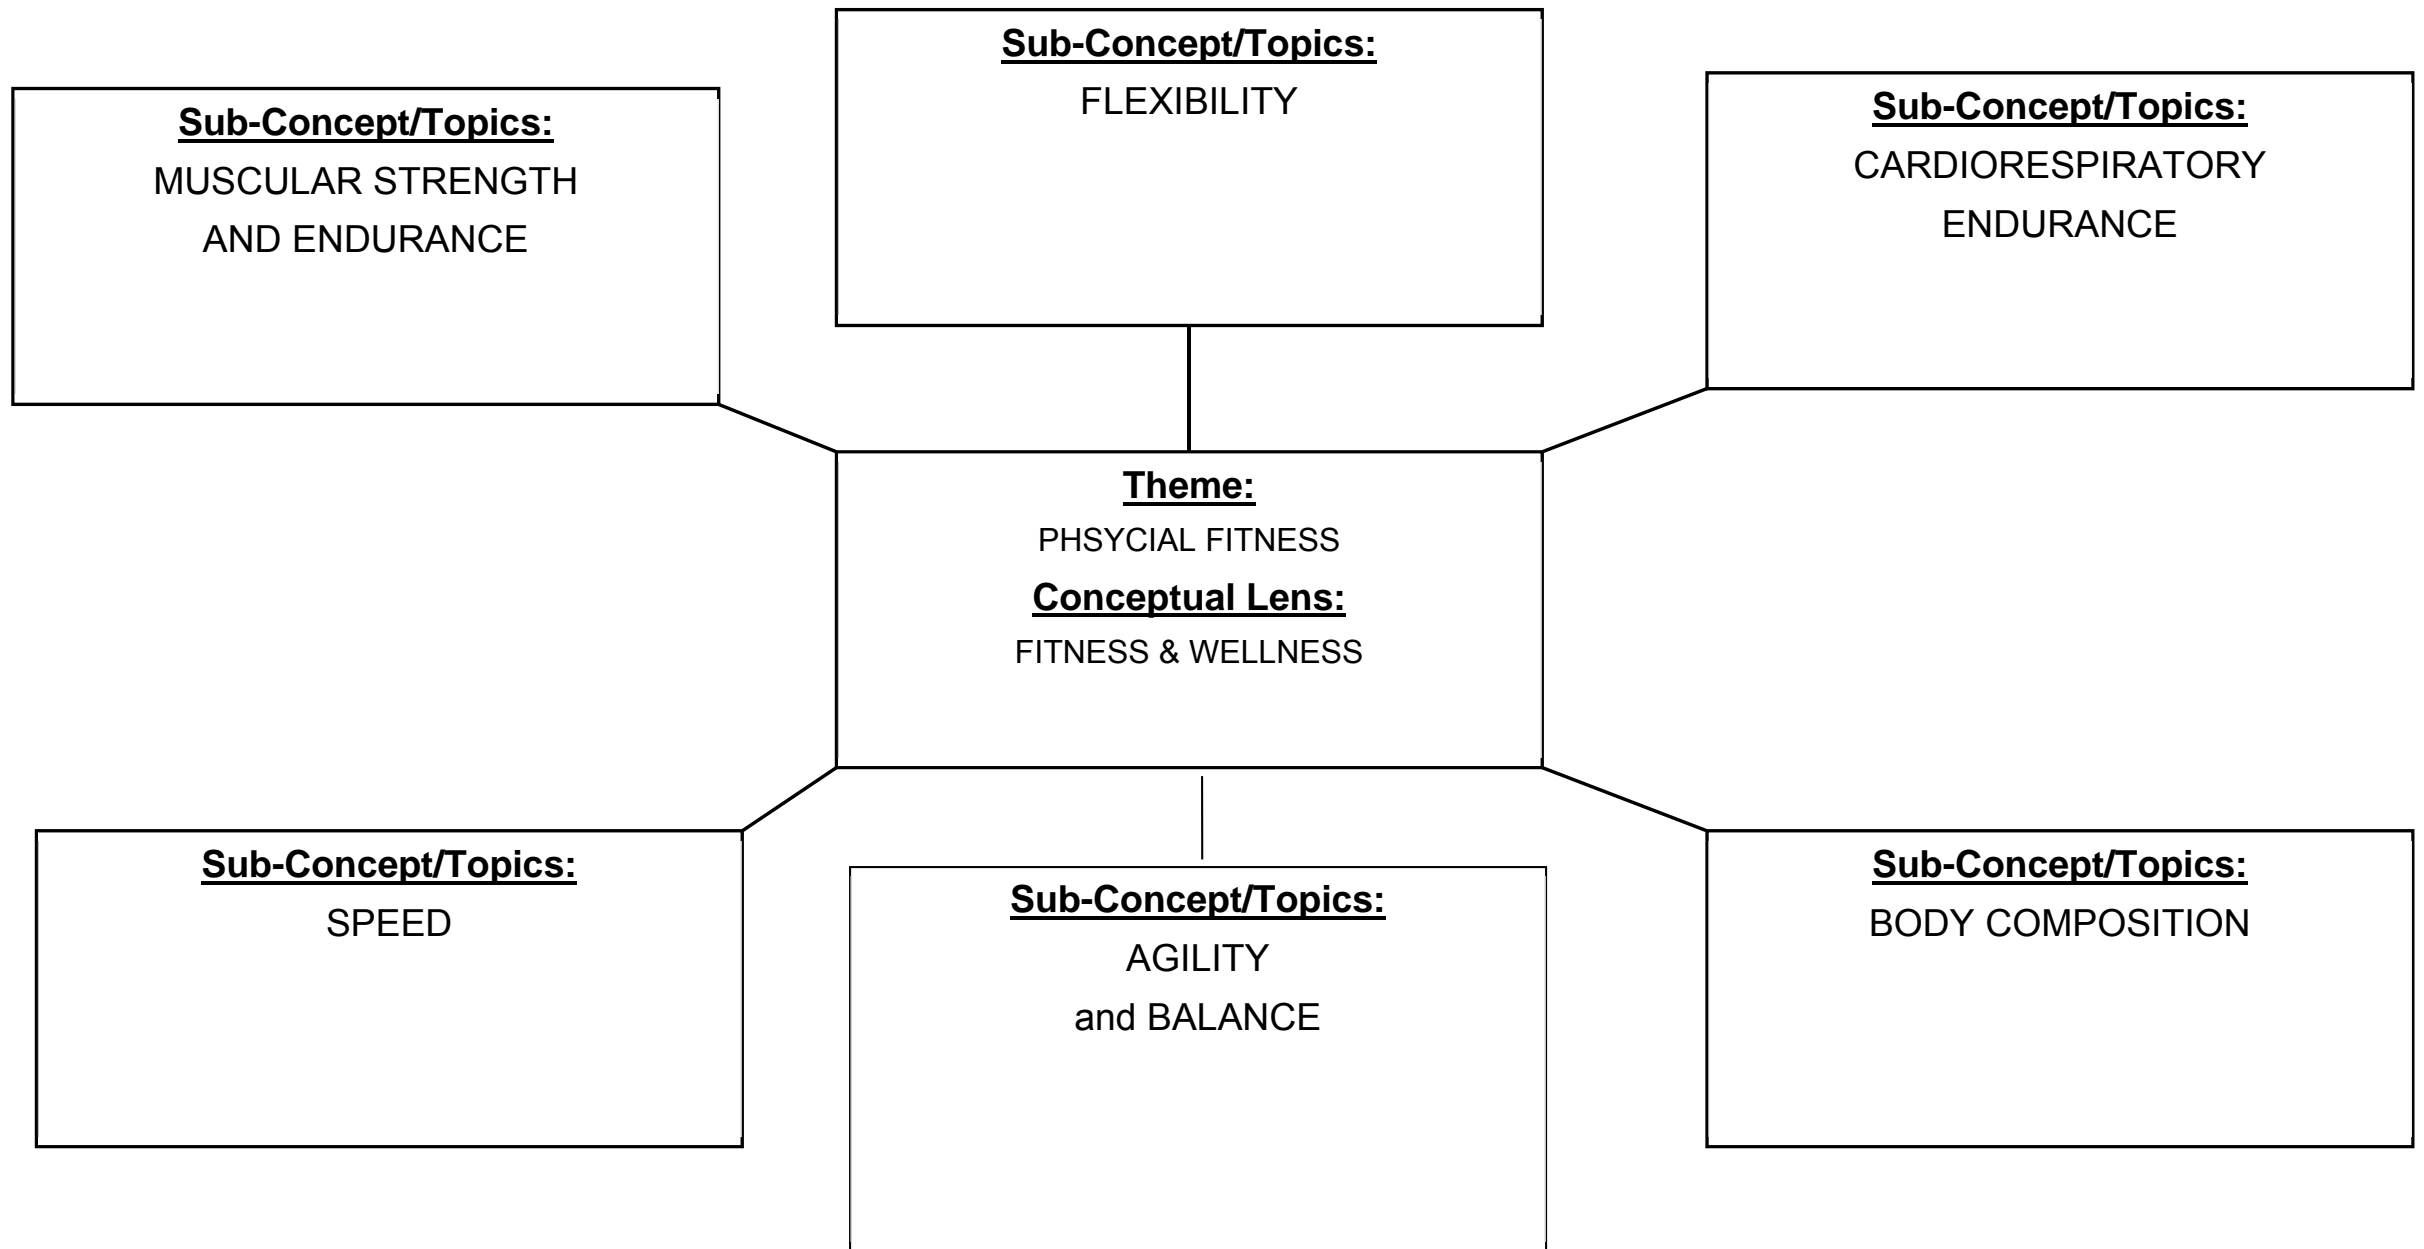 Sub-Concept/Topics:
MUSCULAR STRENGTH
AND ENDURANCE
Sub-Concept/Topics:
FLEXIBILITY
Sub-Concept/Topics:
CARDIORESPIRATORY
ENDURANCE
Theme:
PHSYCIAL FITNESS
Conceptual Lens:
FITNESS & WELLNESS
Sub-Concept/Topics:
SPEED
Sub-Concept/Topics:
AGILITY
and BALANCE
Sub-Concept/Topics:
BODY COMPOSITION